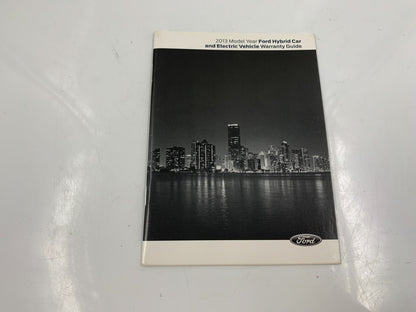 2013 Model Year Ford Hybrid Car
and Electric Vehicle Warranty Guide
Ford